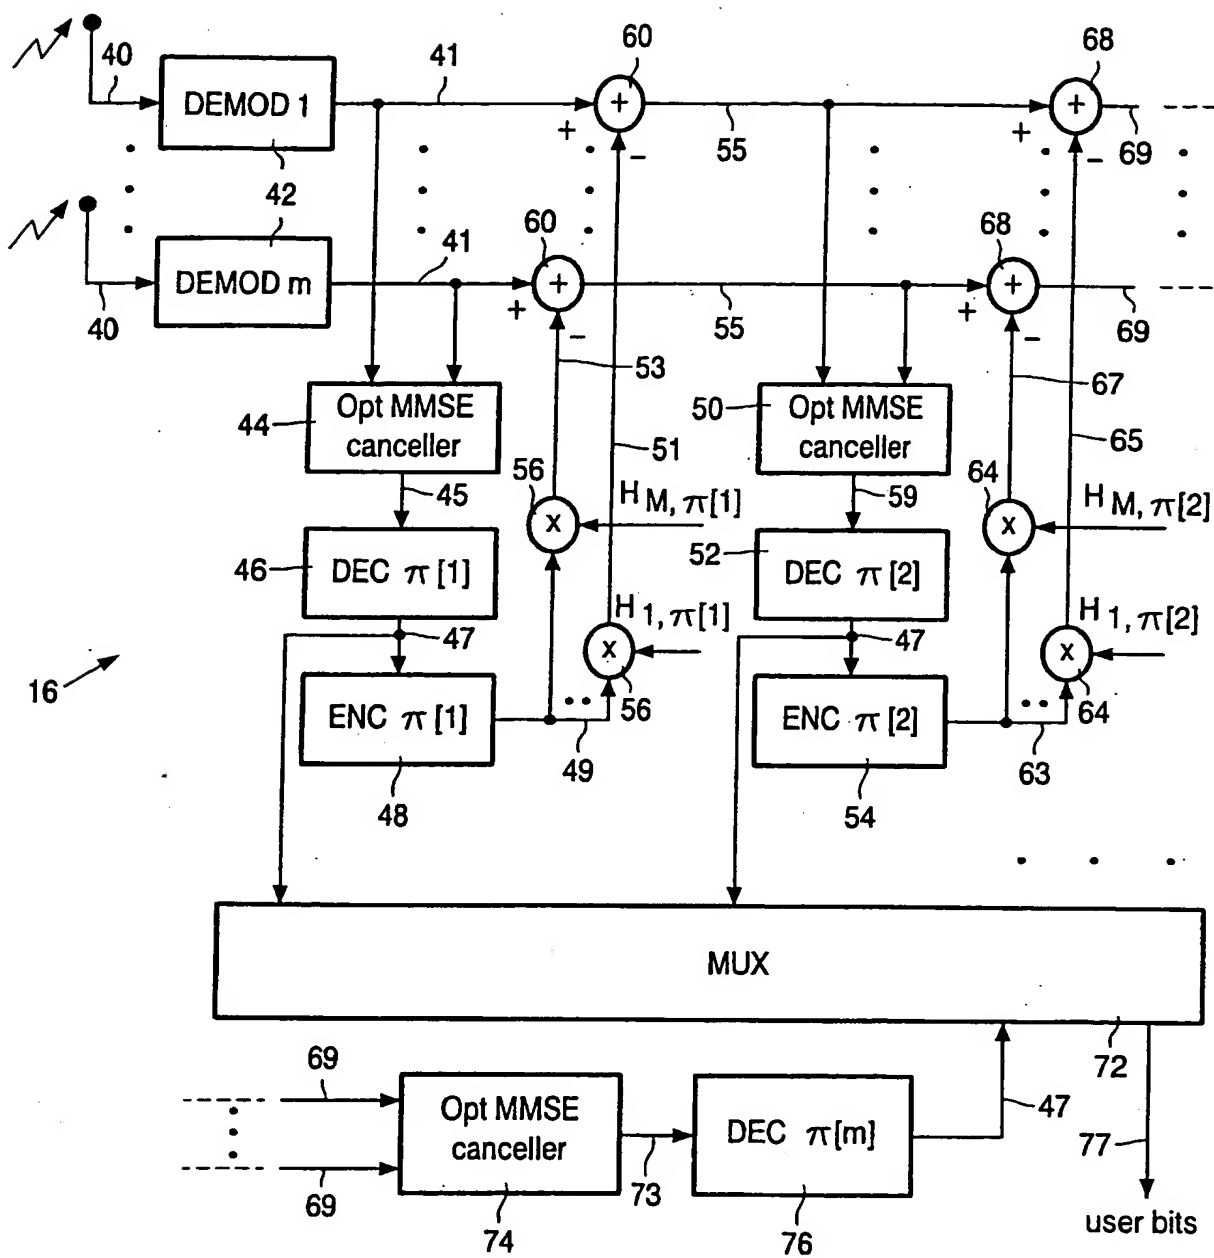 40
DEMOD 1
41
60
+
+
−
55
68
+
+
−
69
42
40
DEMOD m
41
60
+
+
−
55
68
+
+
−
69
53
67
44
Opt MMSE
canceller
50
Opt MMSE
canceller
51
65
45
56
x
H M, π[1]
59
64
x
H M, π[2]
46
DEC π [1]
52
DEC π [2]
47
H 1, π[1]
x
56
47
H 1, π[2]
x
64
16
ENC π [1]
49
48
ENC π [2]
63
54
MUX
72
69
69
Opt MMSE
canceller
74
73
DEC π[m]
76
47
77
user bits